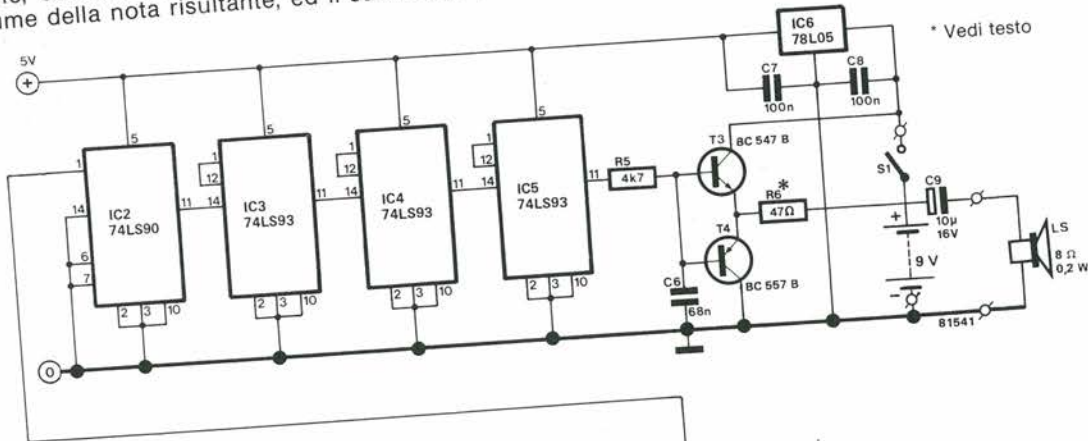 ume della nota risultante, ed il
* Vedi testo
5V
+
IC6
78L05
C7
100n
C8
100n
5
5
5
5
1
14
6
7
IC2
74LS90
11
2 3 10
1
12
14
IC3
74LS93
11
2 3 10
1
12
14
IC4
74LS93
11
2 3 10
1
12
14
IC5
74LS93
11
2 3 10
R5
4k7
C6
68n
T3
BC 547 B
T4
BC 557 B
R6*
47Ω
S1
+
9 V
-
C9
10µ
16V
LS
8 Ω
0,2 W
81541
0